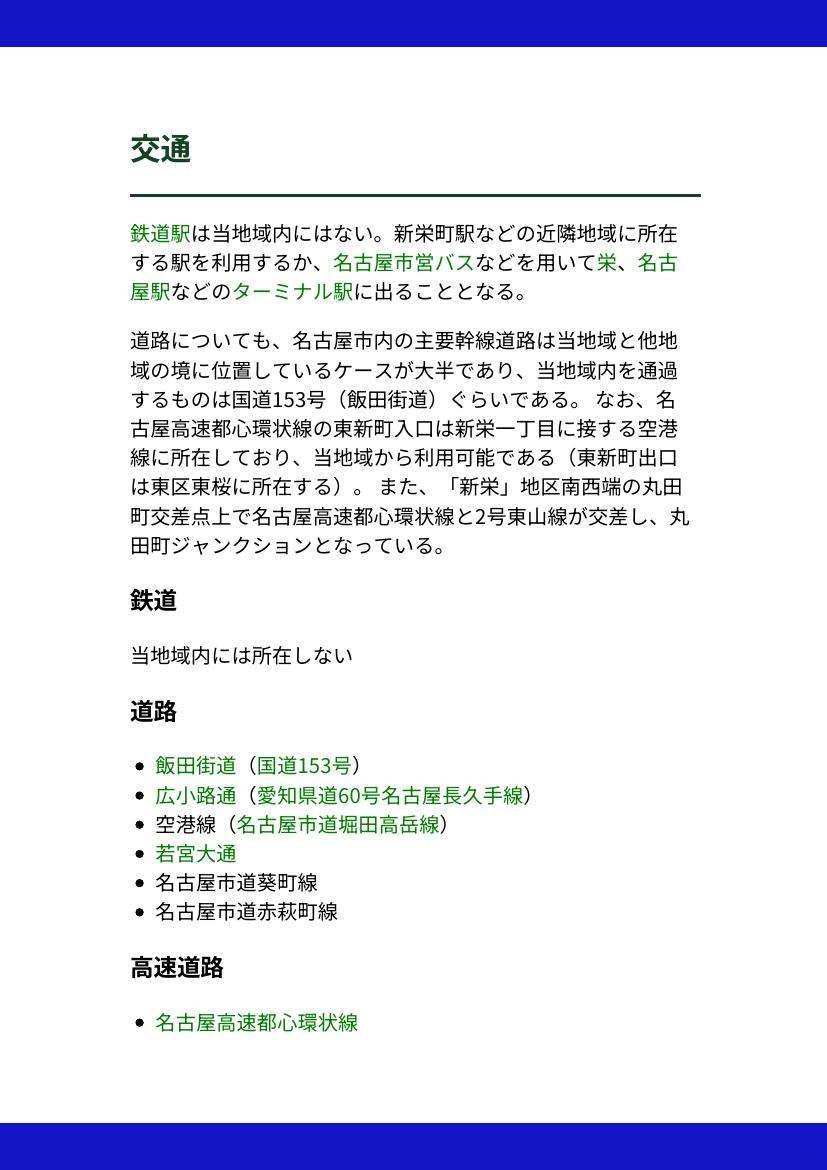 交通
鉄道駅は当地域内にはない。新栄町駅などの近隣地域に所在
する駅を利用するか、名古屋市営バスなどを用いて栄、名古
屋駅などのターミナル駅に出ることとなる。
道路についても、名古屋市内の主要幹線道路は当地域と他地
域の境に位置しているケースが大半であり、当地域内を通過
するものは国道153号（飯田街道）ぐらいである。 なお、名
古屋高速都心環状線の東新町入口は新栄一丁目に接する空港
線に所在しており、当地域から利用可能である（東新町出口
は東区東桜に所在する）。 また、「新栄」地区南西端の丸田
町交差点上で名古屋高速都心環状線と2号東山線が交差し、丸
田町ジャンクションとなっている。
鉄道
当地域内には所在しない
道路
• 飯田街道（国道153号）
• 広小路通（愛知県道60号名古屋長久手線）
• 空港線（名古屋市道堀田高岳線）
• 若宮大通
• 名古屋市道葵町線
• 名古屋市道赤萩町線
高速道路
• 名古屋高速都心環状線